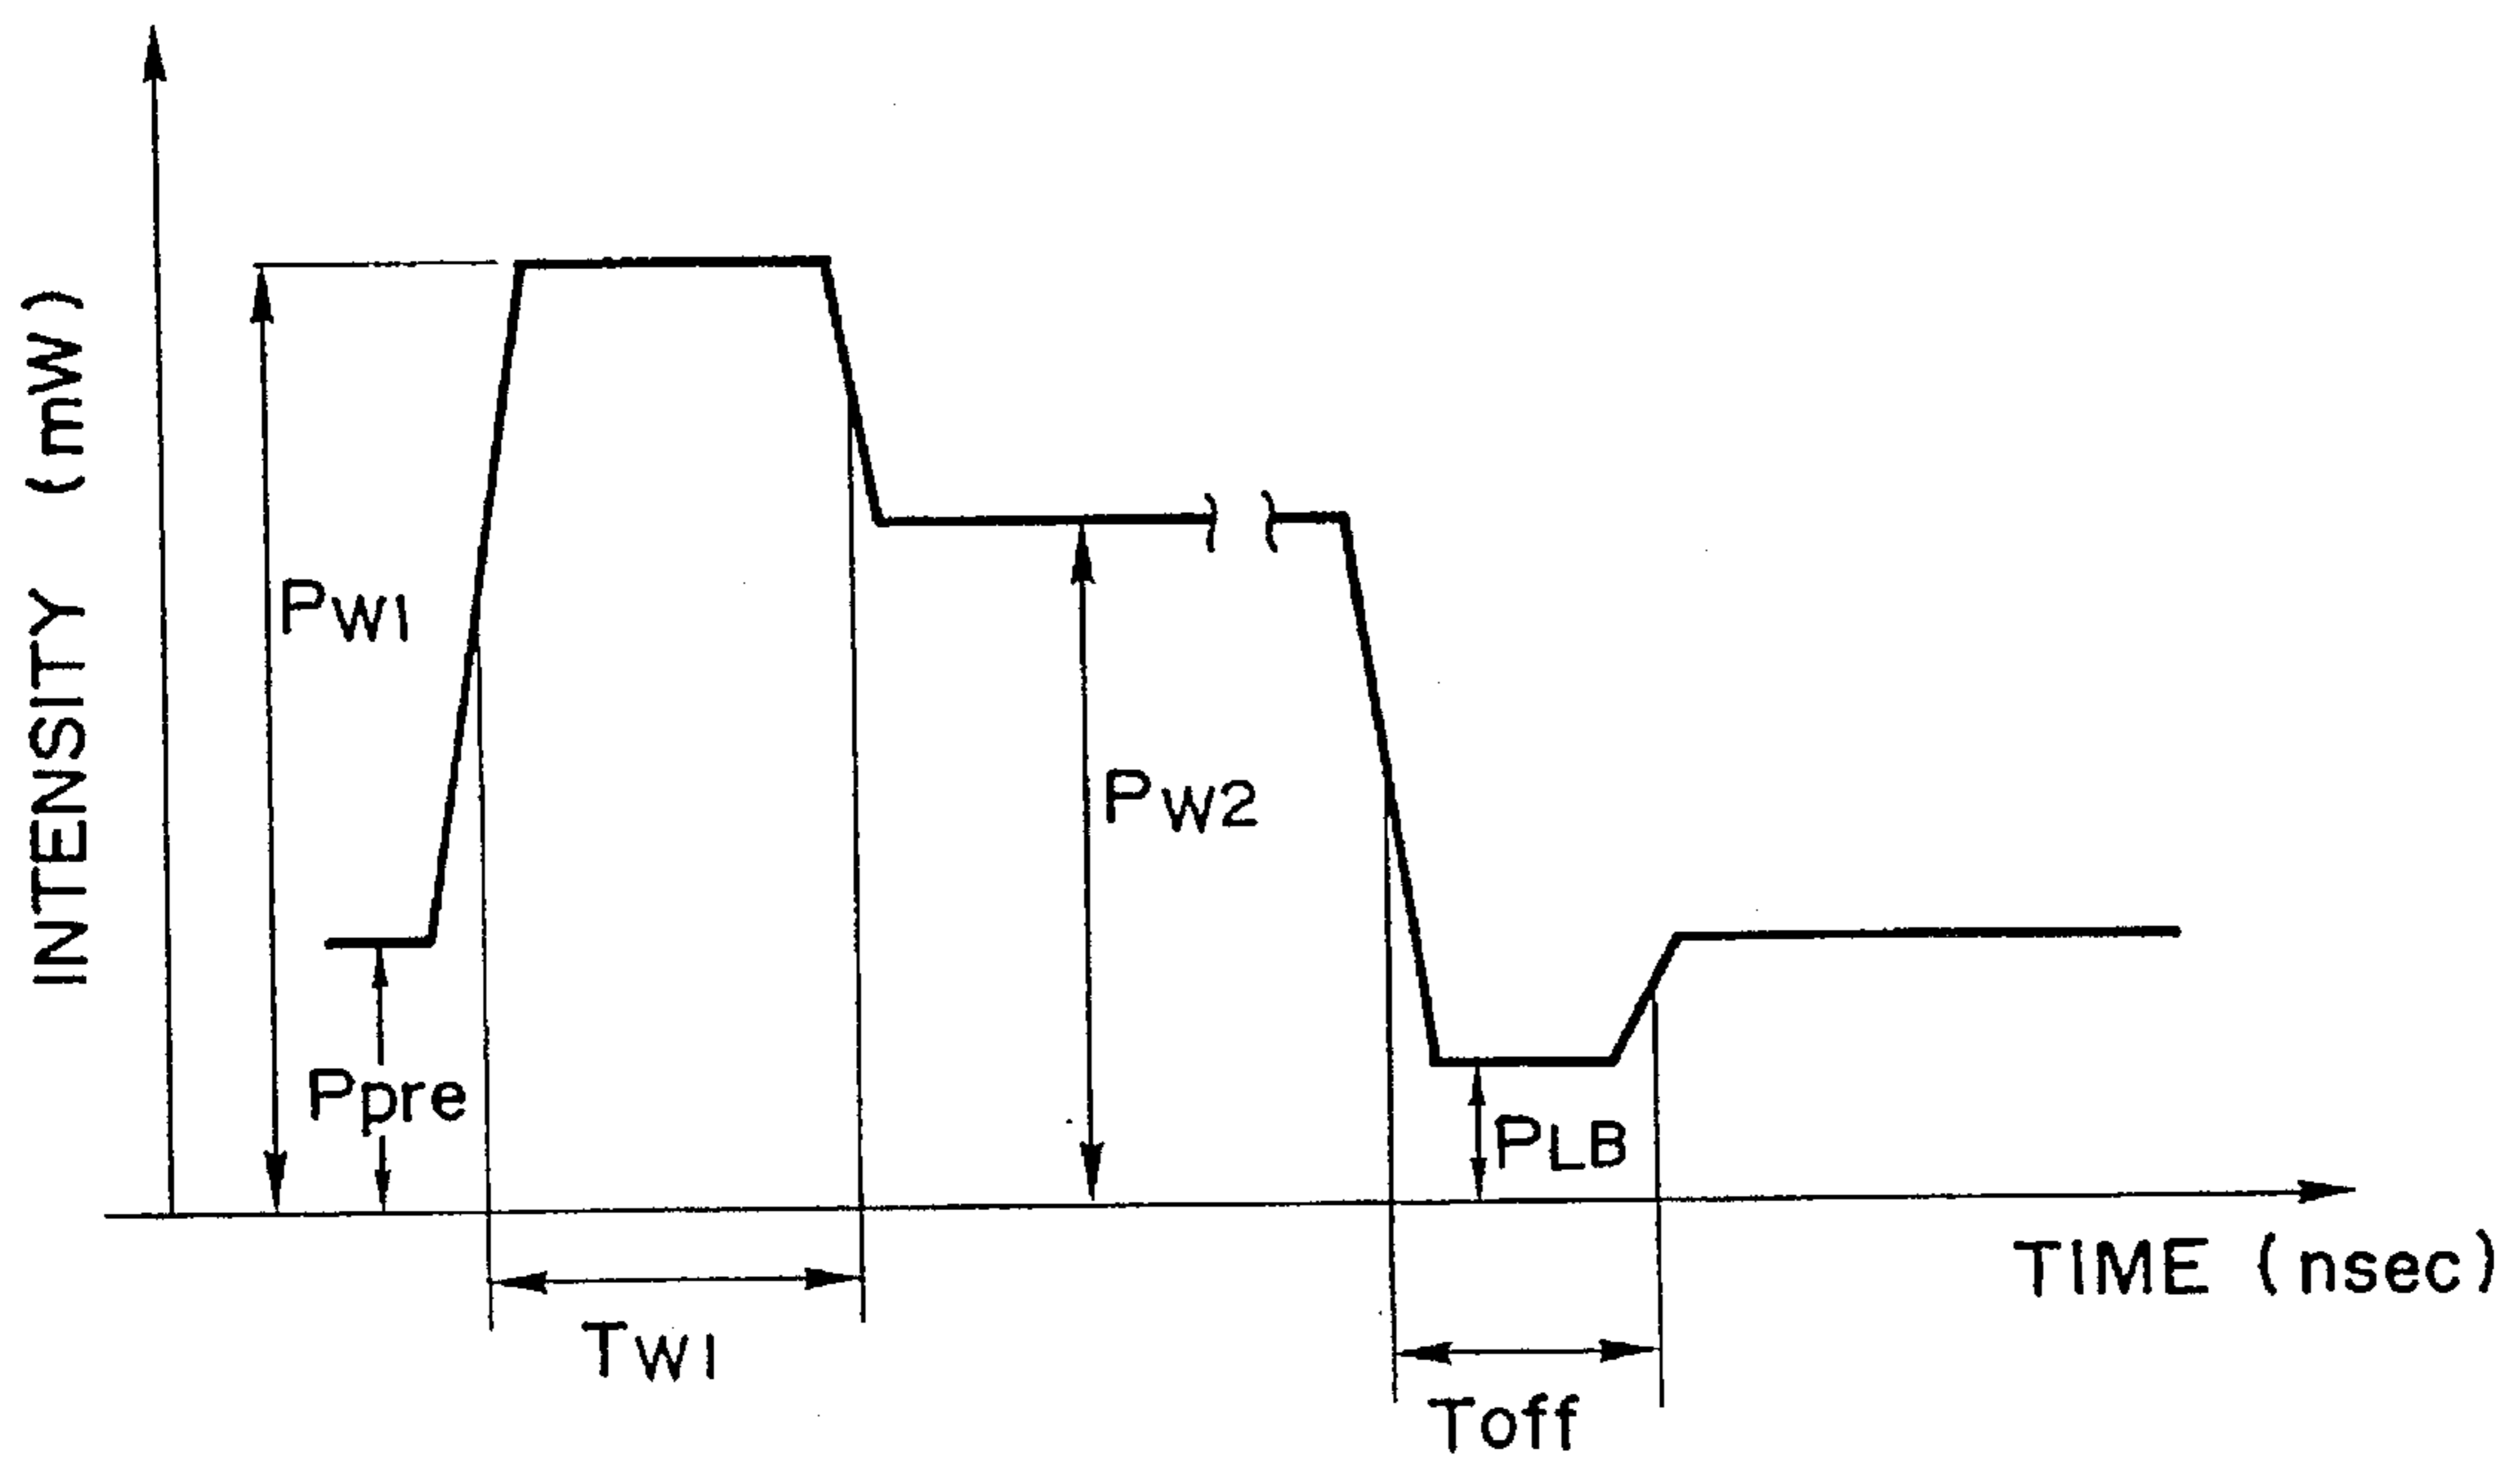 INTENSITY (mW)
PW1
PW2
Ppre
PLB
TIME (nsec)
TW1
Toff